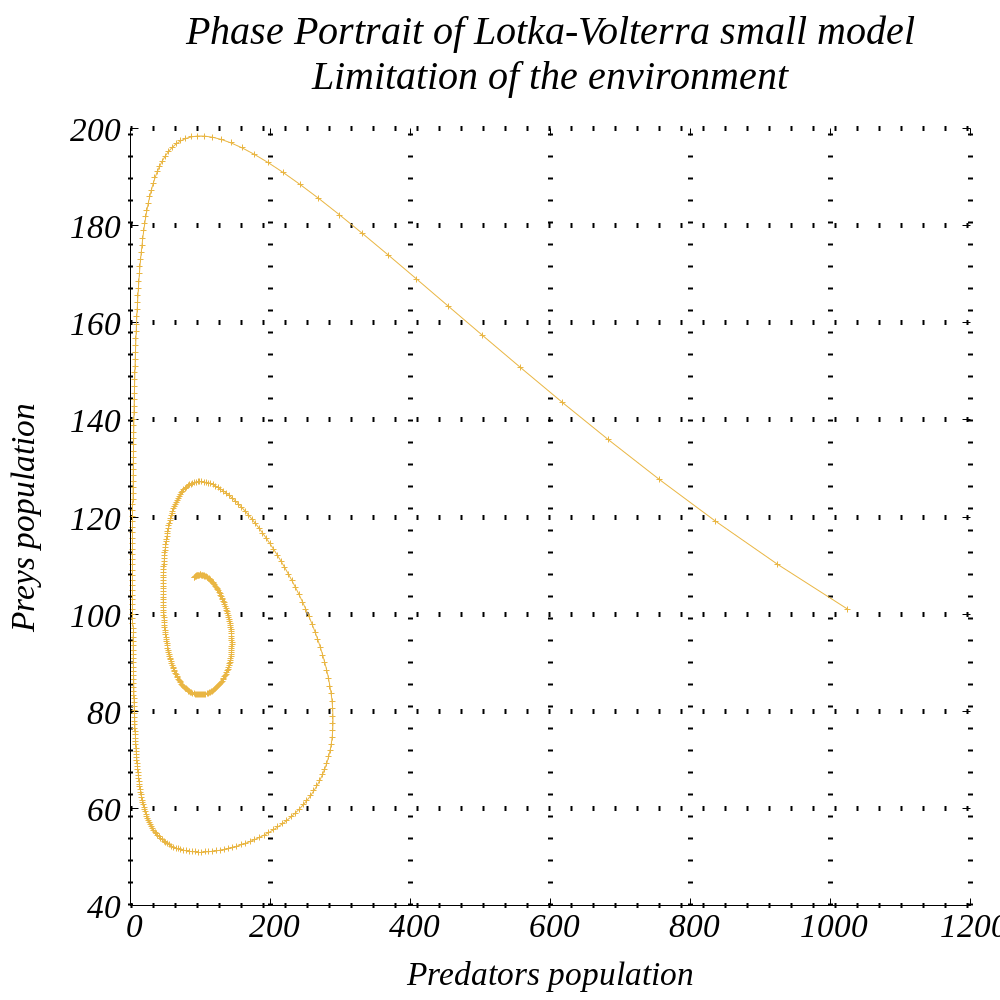 Phase Portrait of Lotka-Volterra small model
Limitation of the environment
200
180
160
140
120
100
80
60
40
Preys population
0 200 400 600 800 1000 1200
Predators population